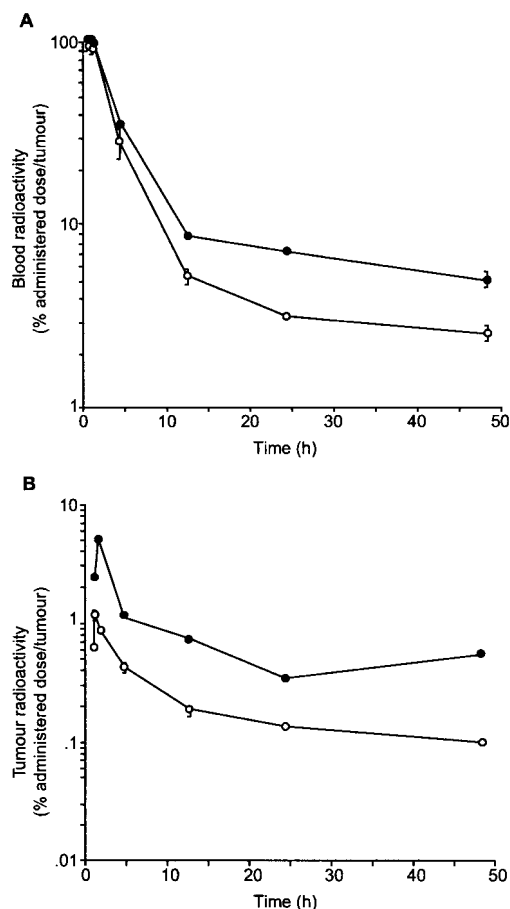 A
Blood radioactivity
(% administered dose/tumour)
100
10
1
0
10
20
30
40
50
Time (h)
B
Tumour radioactivity
(% administered dose/tumour)
10
1
.1
.01
0
10
20
30
40
50
Time (h)